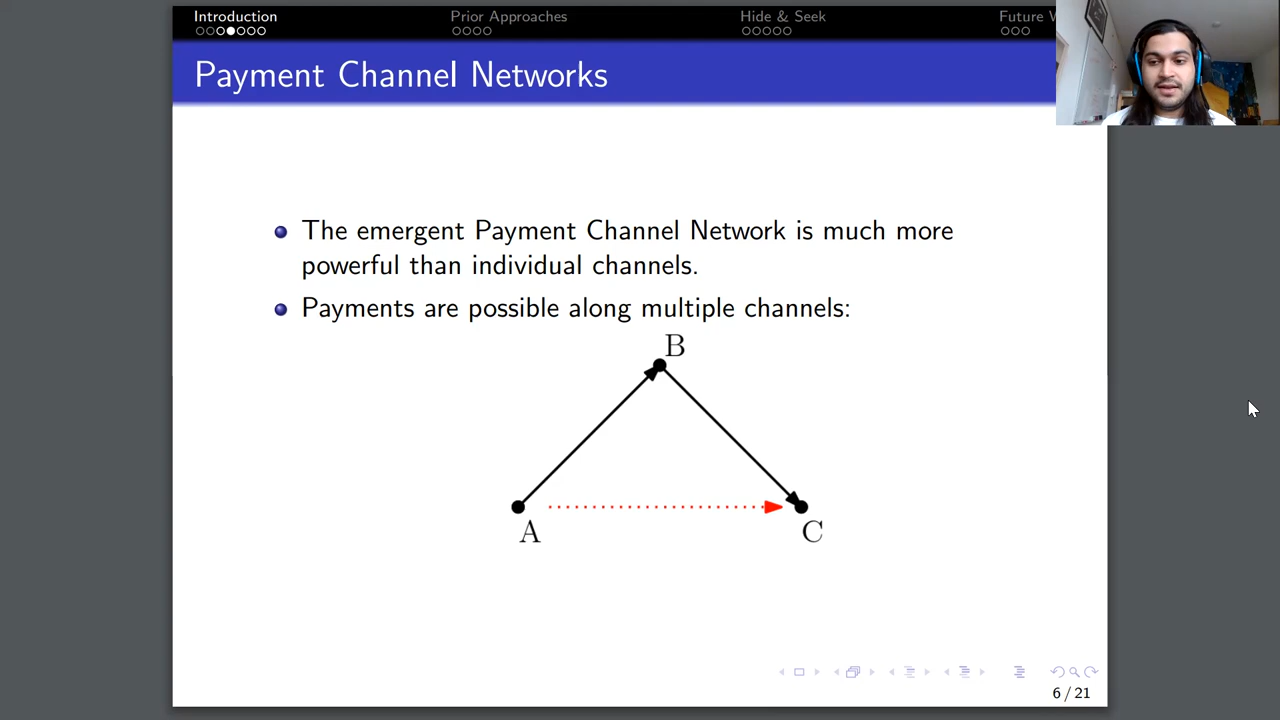 Introduction
Prior Approaches
Hide & Seek
Future
Payment Channel Networks
The emergent Payment Channel Network is much more
powerful than individual channels.
Payments are possible along multiple channels:
B
A
C
6 / 21